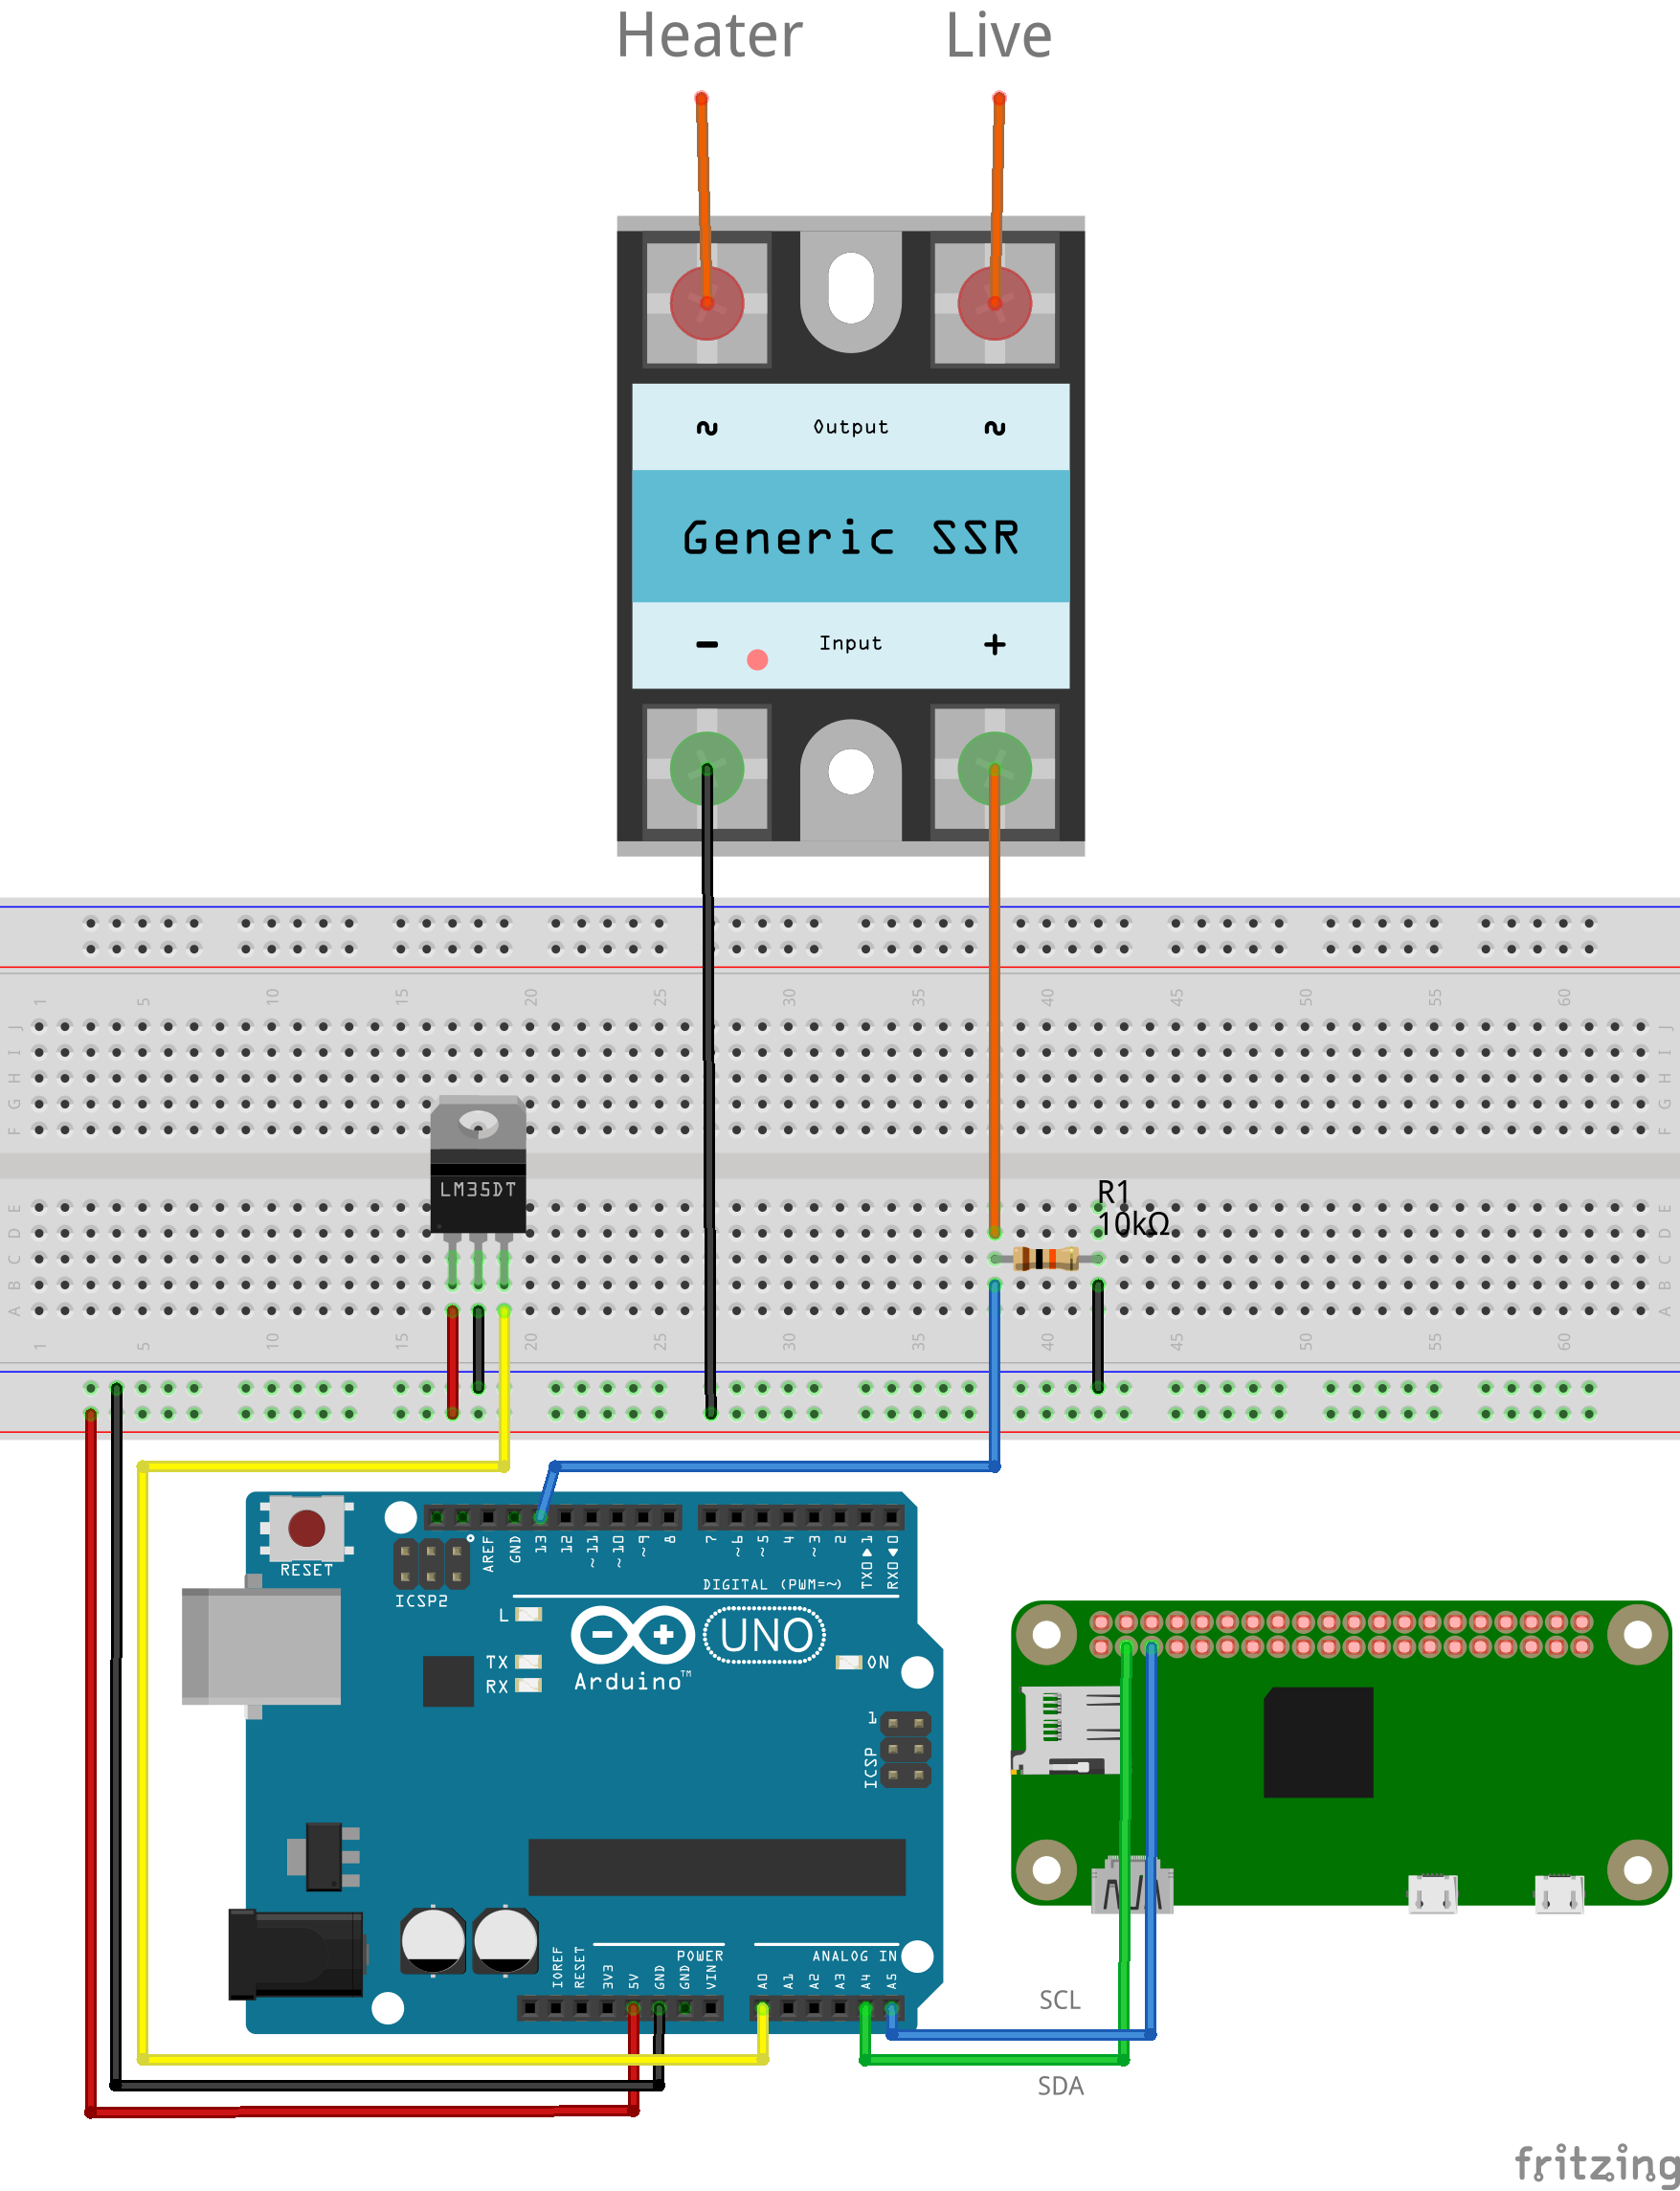 Heater Live
~ Output ~
Generic SSR
- Input +
1 5 10 15 20 25 30 35 40 45 50 55 60
J J
I I
H H
G G
F F
LM35DT
R1
10kΩ
E E
D D
C C
B B
A A
1 5 10 15 20 25 30 35 40 45 50 55 60
RESET
ICSP2
AREF
GND
13
12
~11
~10
~9
8
7
~6
~5
4
~3
2
TX0▶1
RX0◀0
DIGITAL (PWM=~)
L
TX
RX
UNO
Arduino™
ON
1
ICSP
POWER
ANALOG IN
IOREF
RESET
3V3
5V
GND
GND
VIN
A0
A1
A2
A3
A4
A5
SCL
SDA
fritzing